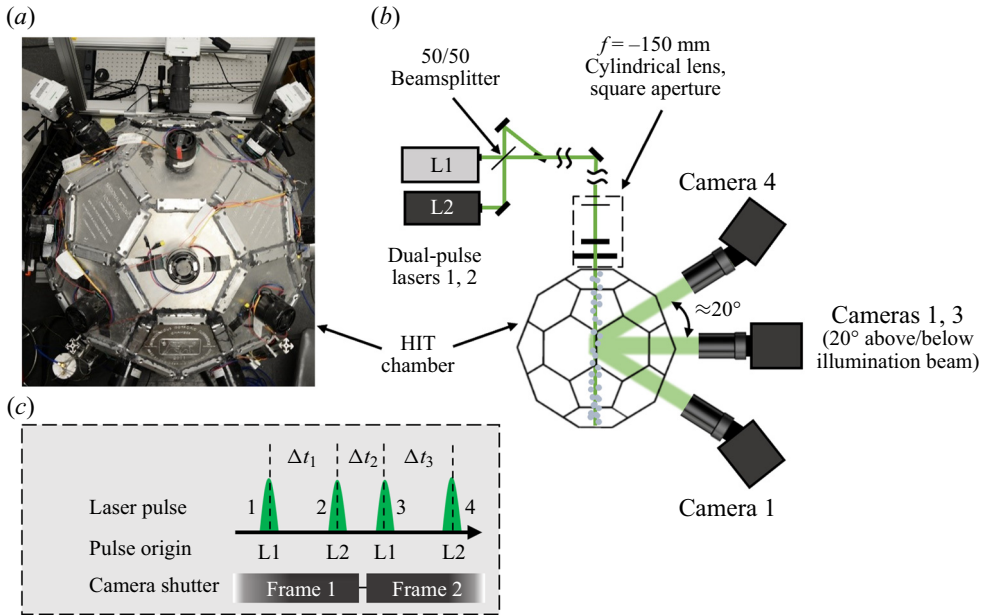 (a)
(b)
50/50
Beamsplitter
f = –150 mm
Cylindrical lens,
square aperture
L1
L2
Dual-pulse
lasers 1, 2
HIT
chamber
Camera 4
≈20°
Cameras 1, 3
(20° above/below
illumination beam)
Camera 1
(c)
Δt1 Δt2 Δt3
Laser pulse 1 2 3 4
Pulse origin L1 L2 L1 L2
Camera shutter Frame 1 Frame 2